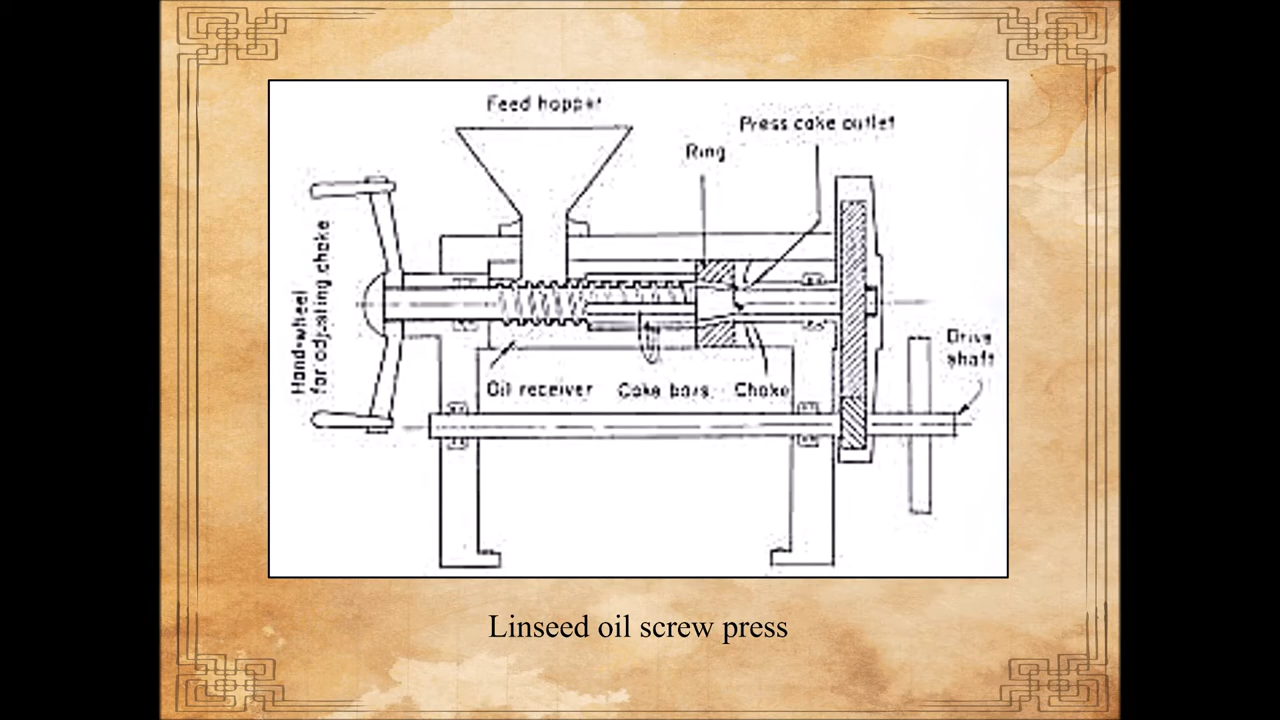 Feed hopper
Press cake outlet
Ring
Hand-wheel
for adjusting choke
Drive
shaft
Oil receiver
Cake bars
Choke
Linseed oil screw press